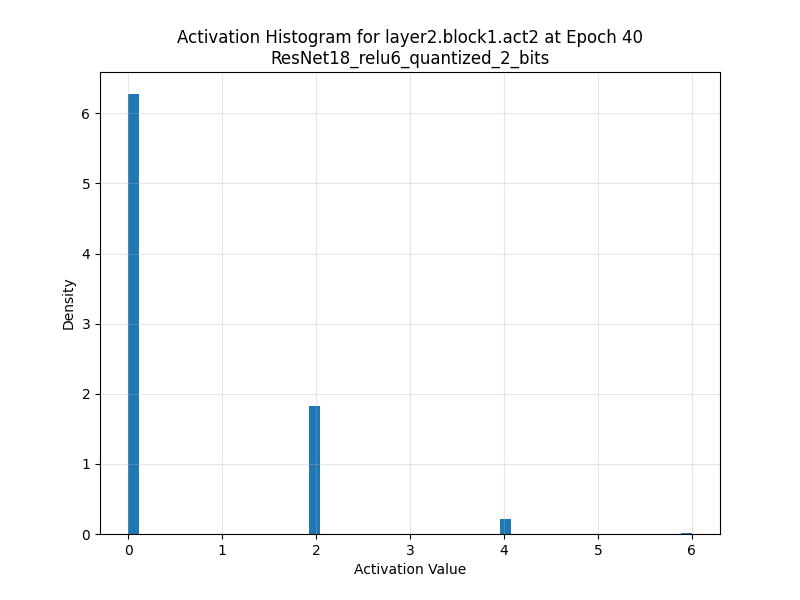 Activation Histogram for layer2.block1.act2 at Epoch 40
ResNet18_relu6_quantized_2_bits
Density
6
5
4
3
2
1
0
0 1 2 3 4 5 6
Activation Value